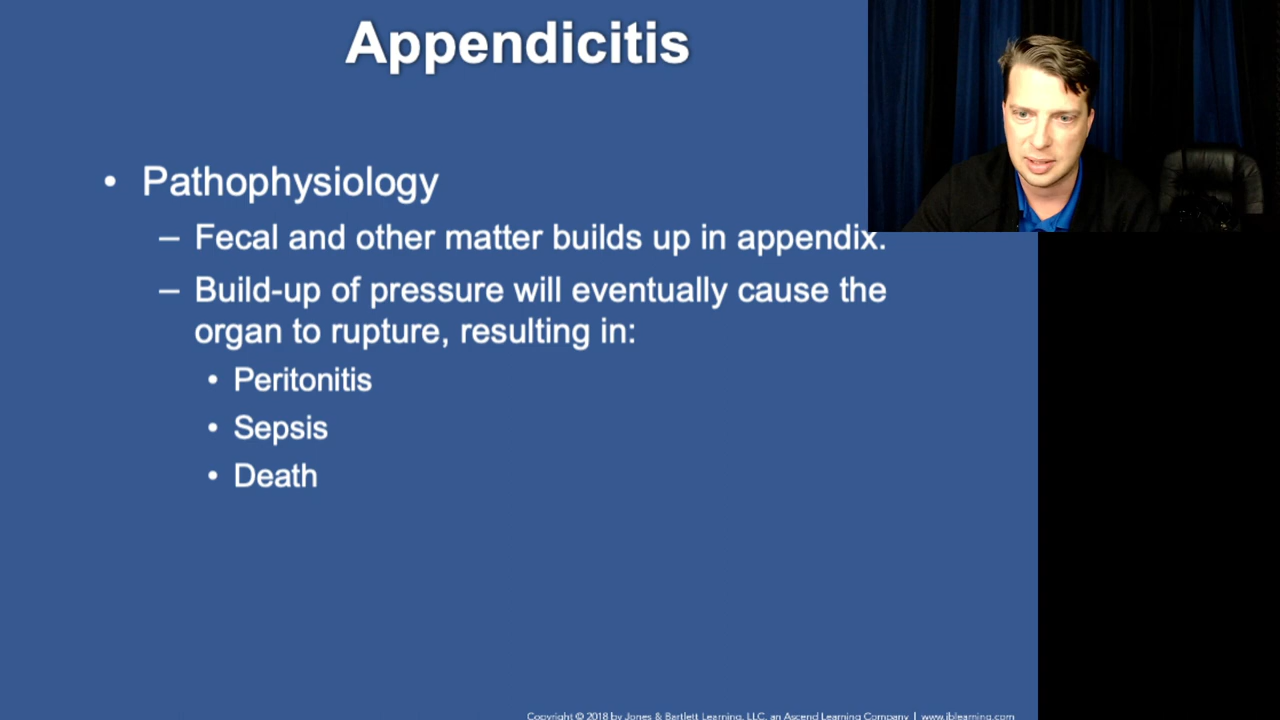 Appendicitis
• Pathophysiology
– Fecal and other matter builds up in appendix.
– Build-up of pressure will eventually cause the
organ to rupture, resulting in:
• Peritonitis
• Sepsis
• Death
Copyright © 2018 by Jones & Bartlett Learning, LLC, an Ascend Learning Company | www.jblearning.com